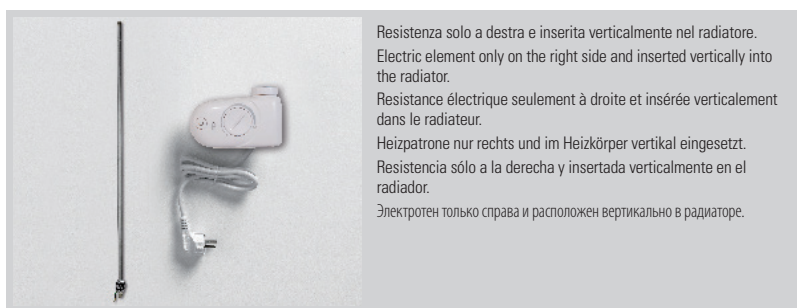 Resistenza solo a destra e inserita verticalmente nel radiatore.
Electric element only on the right side and inserted vertically into
the radiator.
Resistance électrique seulement à droite et insérée verticalement
dans le radiateur.
Heizpatrone nur rechts und im Heizkörper vertikal eingesetzt.
Resistencia sólo a la derecha y insertada verticalmente en el
radiador.
Электротен только справа и расположен вертикально в радиаторе.